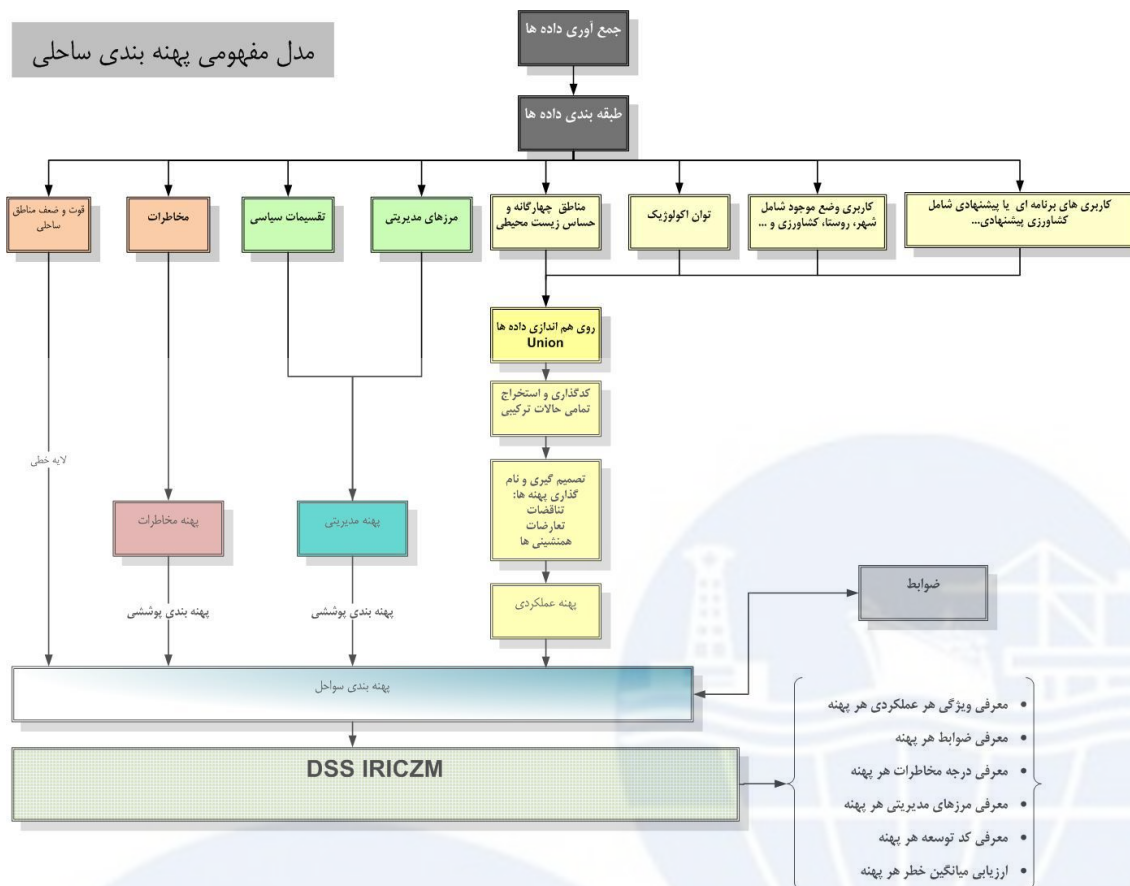 مدل مفهومی پهنه بندی ساحلی
جمع آوری داده ها
طبقه بندی داده ها
کاربری های برنامه ای یا پیشنهادی شامل
کشاورزی پیشنهادی...
کاربری وضع موجود شامل
شهر، روستا، کشاورزی و ...
توان اکولوژیک
مناطق چهارگانه و
حساس زیست محیطی
مرزهای مدیریتی
تقسیمات سیاسی
مخاطرات
قوت و ضعف مناطق
ساحلی
روی هم اندازی داده ها
Union
کدگذاری و استخراج
تمامی حالات ترکیبی
تصمیم گیری و نام
گذاری پهنه ها:
تناقضات
تعارضات
همنشینی ها
پهنه عملکردی
پهنه مدیریتی
پهنه مخاطرات
لایه خطی
پهنه بندی پوششی
پهنه بندی پوششی
ضوابط
پهنه بندی سواحل
DSS IRICZM
• معرفی ویژگی هر عملکردی هر پهنه
• معرفی ضوابط هر پهنه
• معرفی درجه مخاطرات هر پهنه
• معرفی مرزهای مدیریتی هر پهنه
• معرفی کد توسعه هر پهنه
• ارزیابی میانگین خطر هر پهنه